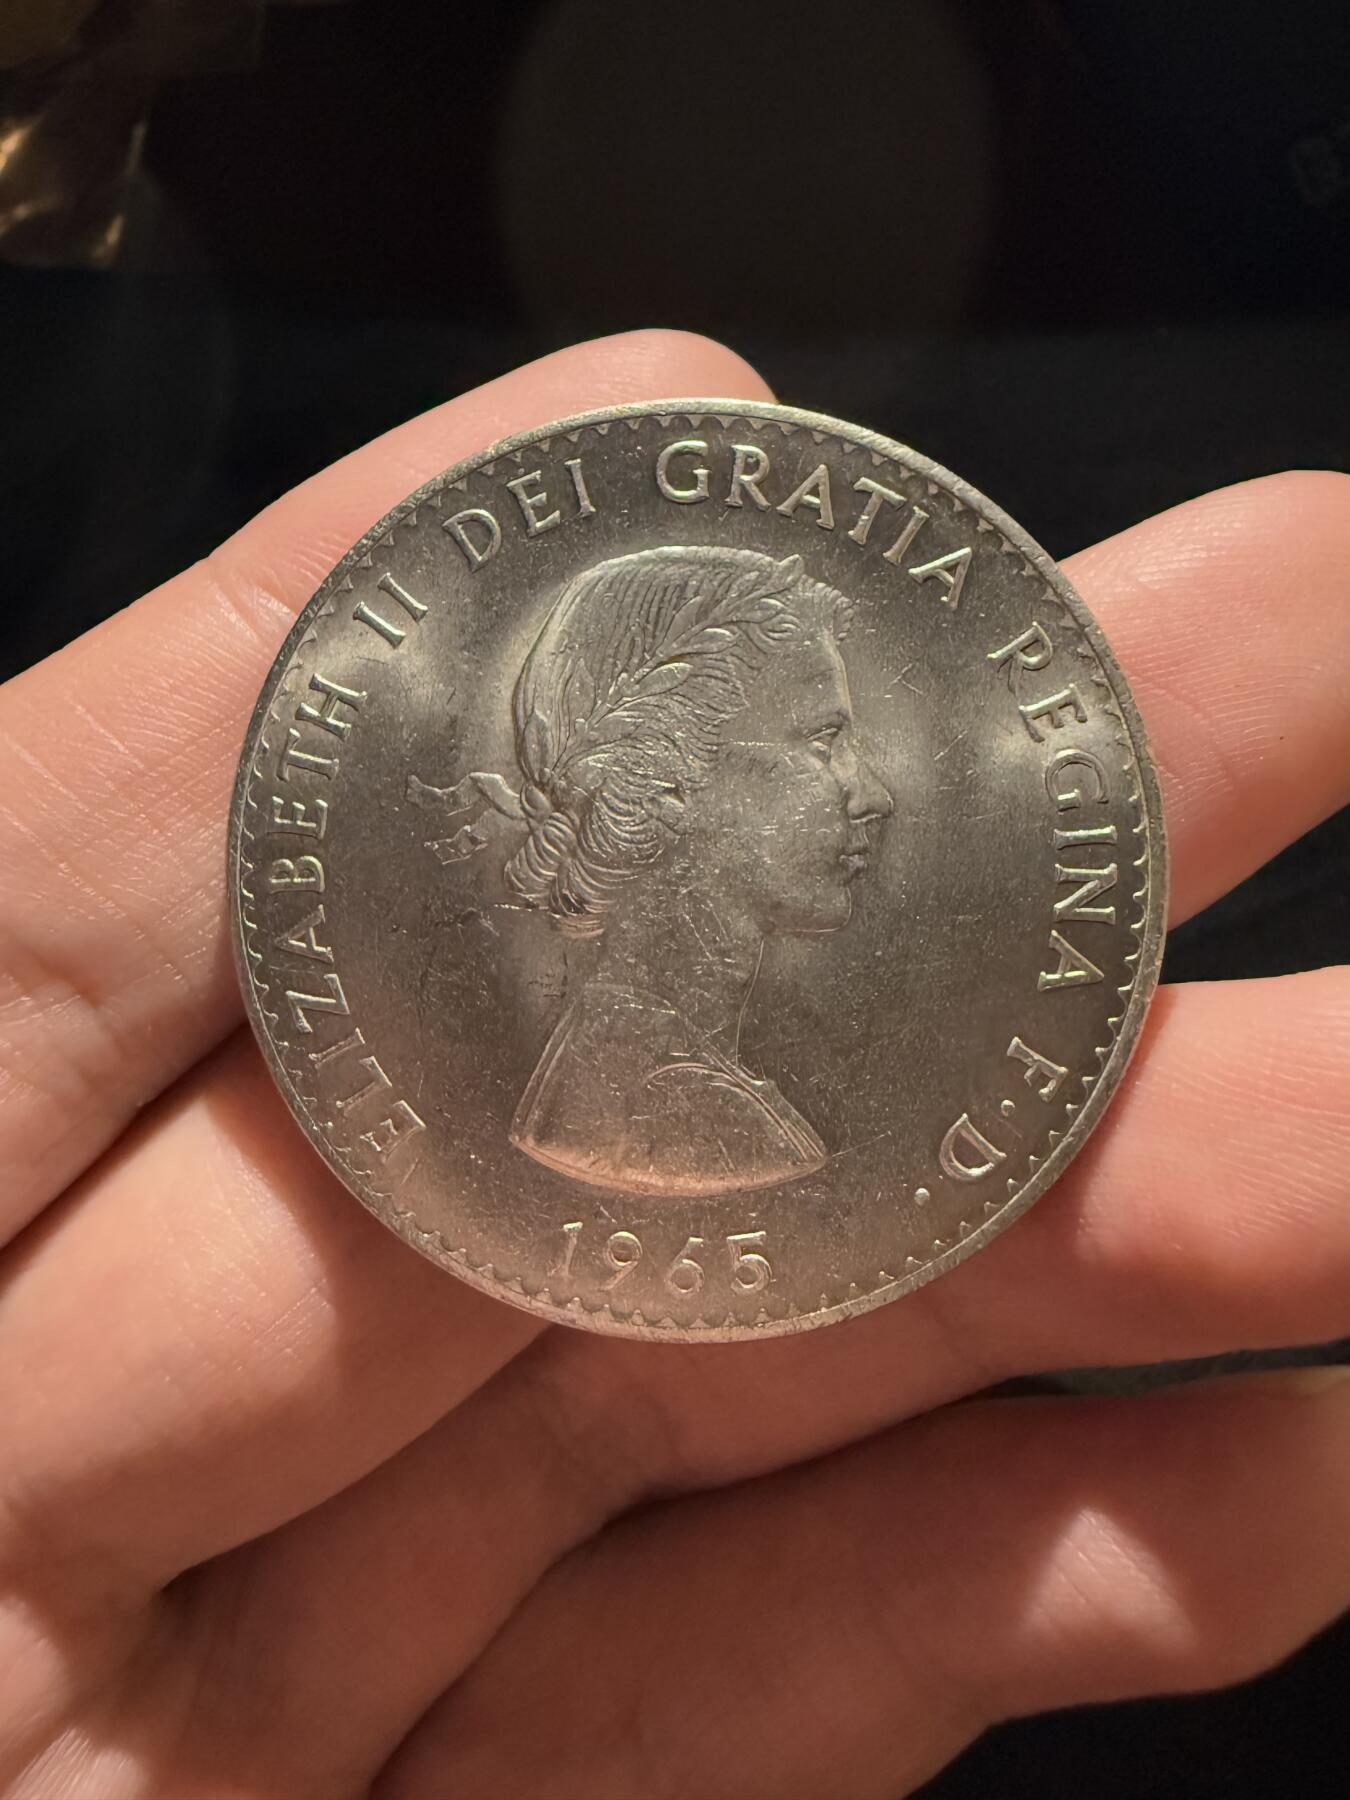 ELIZABETH II DEI GRATIA REGINA F.D.
1965